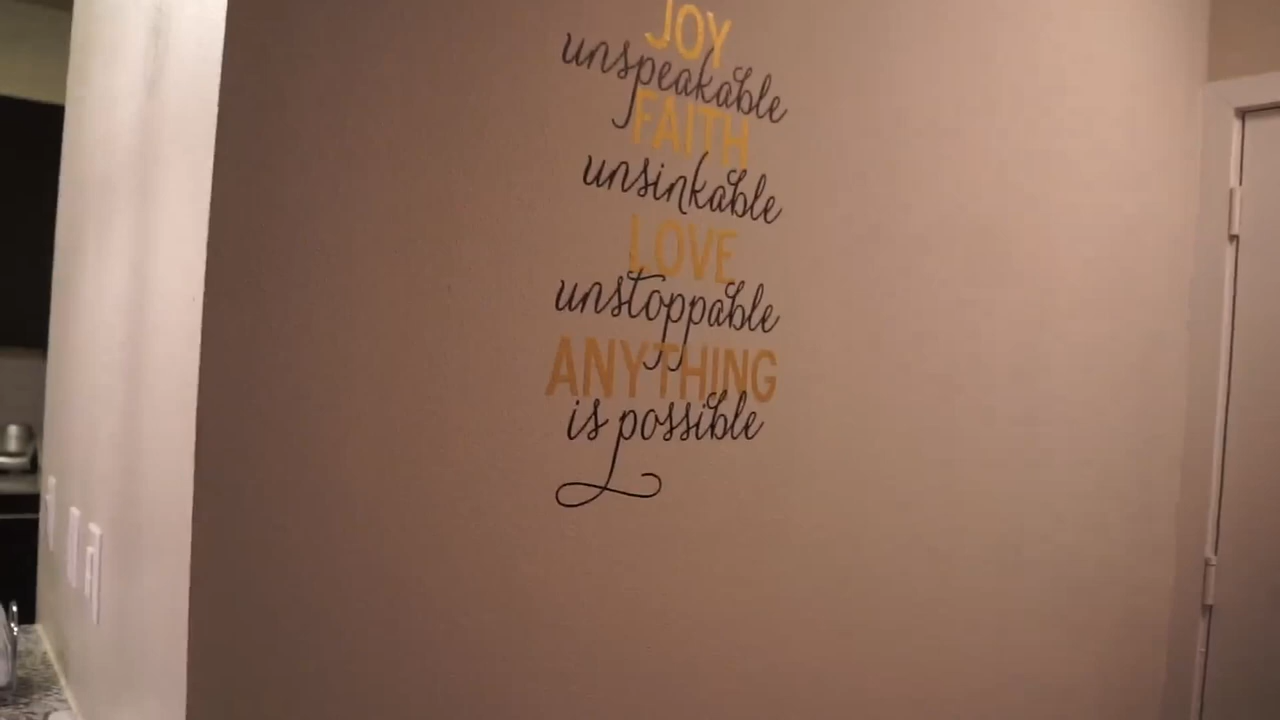 JOY
unspeakable
FAITH
unsinkable
LOVE
unstoppable
ANYTHING
is possible